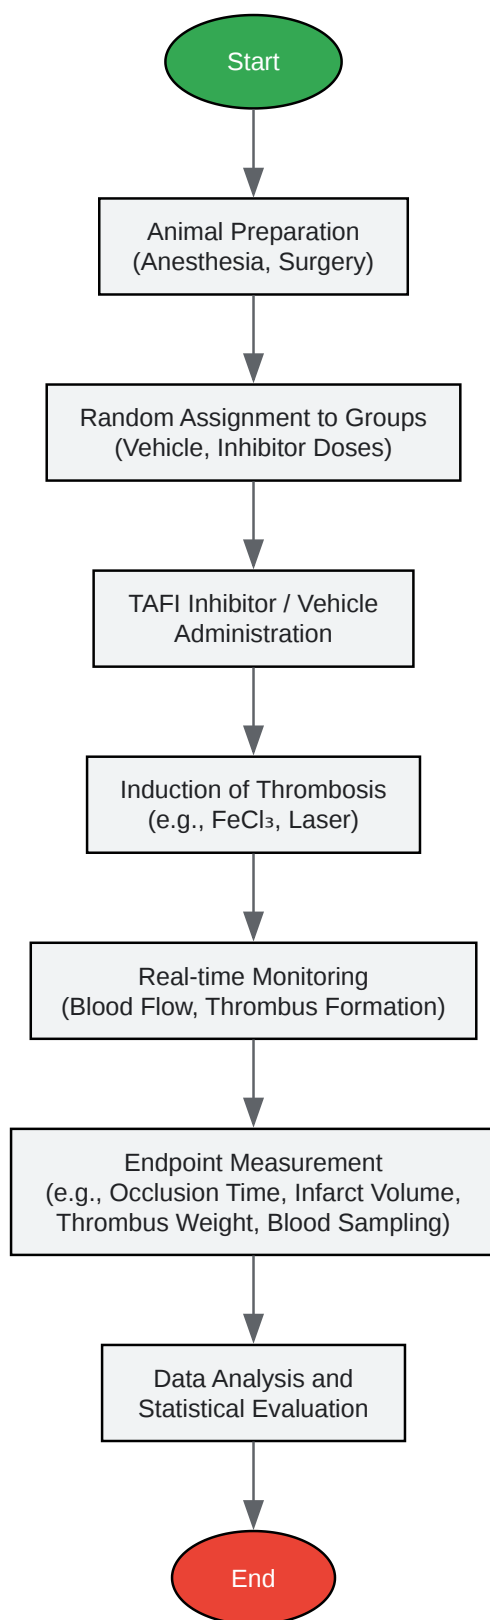 Start
Animal Preparation
(Anesthesia, Surgery)
Random Assignment to Groups
(Vehicle, Inhibitor Doses)
TAFI Inhibitor / Vehicle
Administration
Induction of Thrombosis
(e.g., FeCl₃, Laser)
Real-time Monitoring
(Blood Flow, Thrombus Formation)
Endpoint Measurement
(e.g., Occlusion Time, Infarct Volume,
Thrombus Weight, Blood Sampling)
Data Analysis and
Statistical Evaluation
End